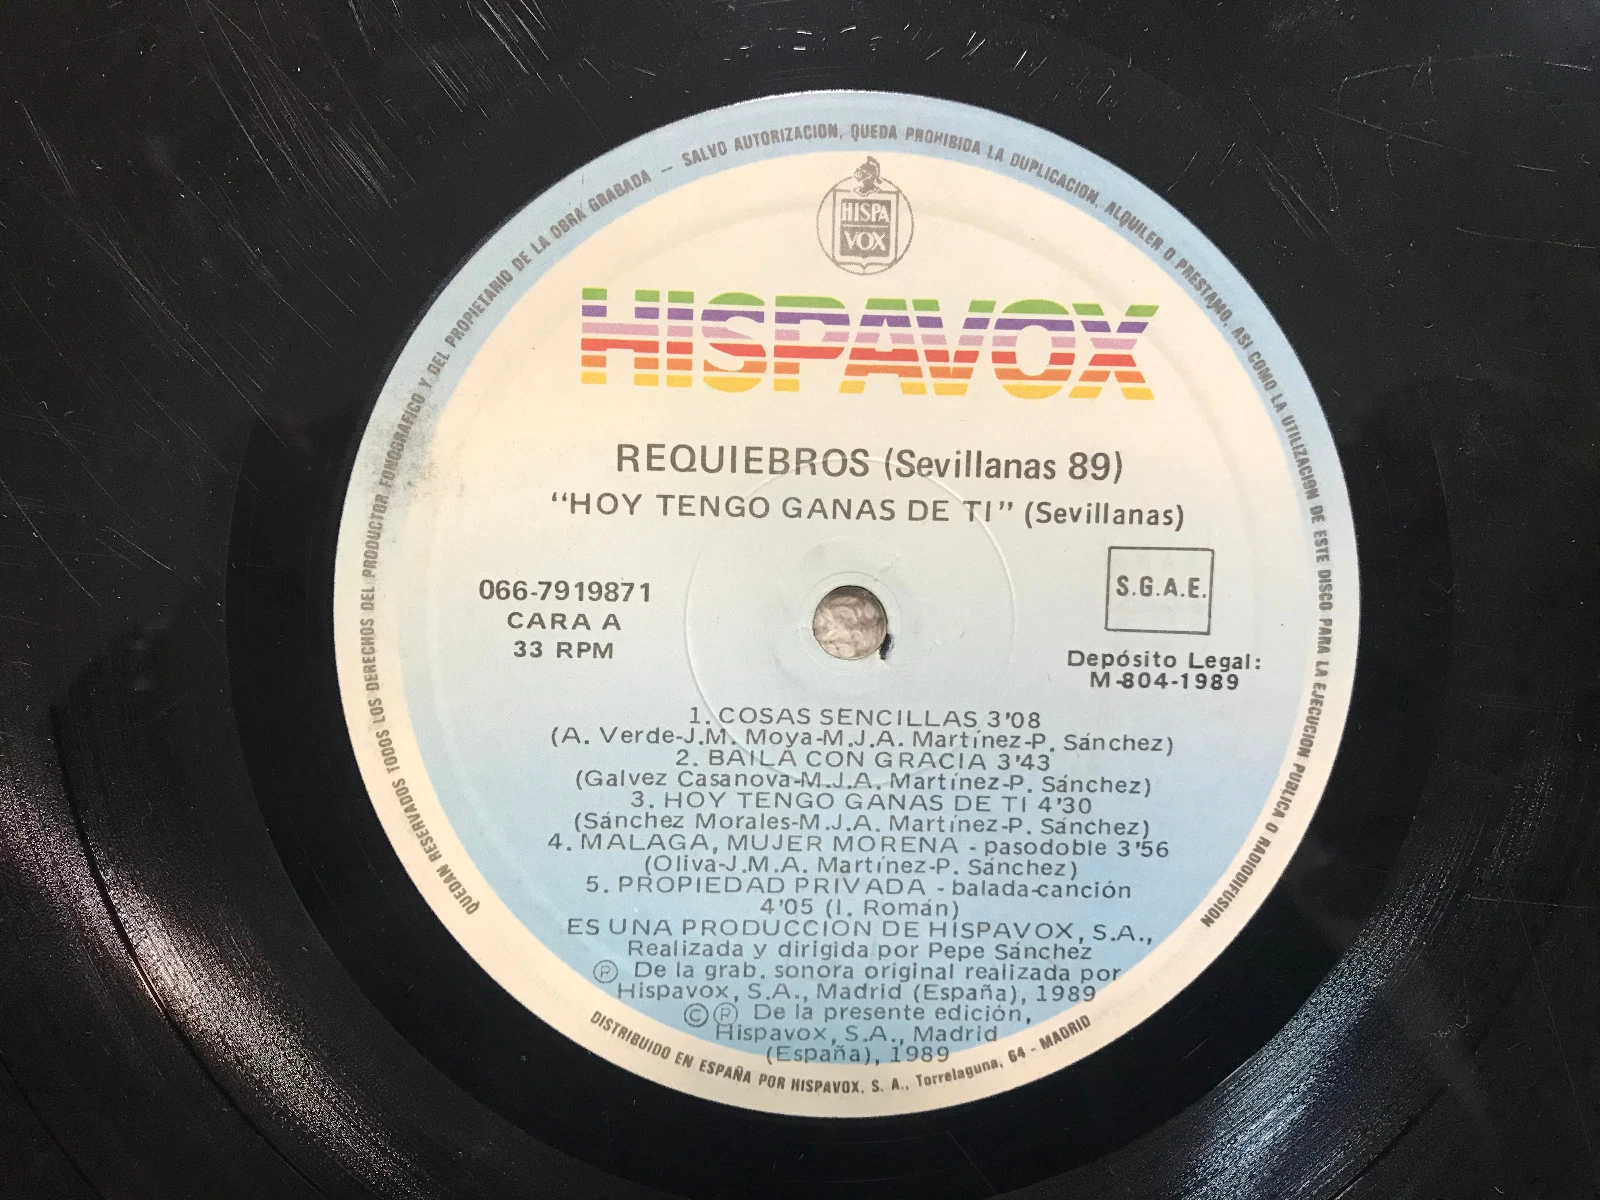 QUEDAN RESERVADOS TODOS LOS DERECHOS DEL PRODUCTOR FONOGRAFICO Y DEL PROPIETARIO DE LA OBRA GRABADA — SALVO AUTORIZACION, QUEDA PROHIBIDA LA DUPLICACION, ALQUILER O PRESTAMO, ASI COMO LA UTILIZACION DE ESTE DISCO PARA LA EJECUCION PUBLICA O RADIODIFUSION
HISPA
VOX
HISPAVOX
REQUIEBROS (Sevillanas 89)
“HOY TENGO GANAS DE TI” (Sevillanas)
066-7919871
CARA A
33 RPM
S.G.A.E.
Depósito Legal:
M-804-1989
1. COSAS SENCILLAS 3'08
(A. Verde-J.M. Moya-M.J.A. Martínez-P. Sánchez)
2. BAILA CON GRACIA 3'43
(Galvez Casanova-M.J.A. Martínez-P. Sánchez)
3. HOY TENGO GANAS DE TI 4'30
(Sánchez Morales-M.J.A. Martínez-P. Sánchez)
4. MALAGA, MUJER MORENA - pasodoble 3'56
(Oliva-J.M.A. Martínez-P. Sánchez)
5. PROPIEDAD PRIVADA - balada-canción
4'05 (I. Román)
ES UNA PRODUCCION DE HISPAVOX, S.A.,
Realizada y dirigida por Pepe Sánchez
Ⓟ De la grab. sonora original realizada por
Hispavox, S.A., Madrid (España), 1989
©Ⓟ De la presente edición,
Hispavox, S.A., Madrid
(España), 1989
DISTRIBUIDO EN ESPAÑA POR HISPAVOX, S. A., Torrelaguna, 64 - MADRID